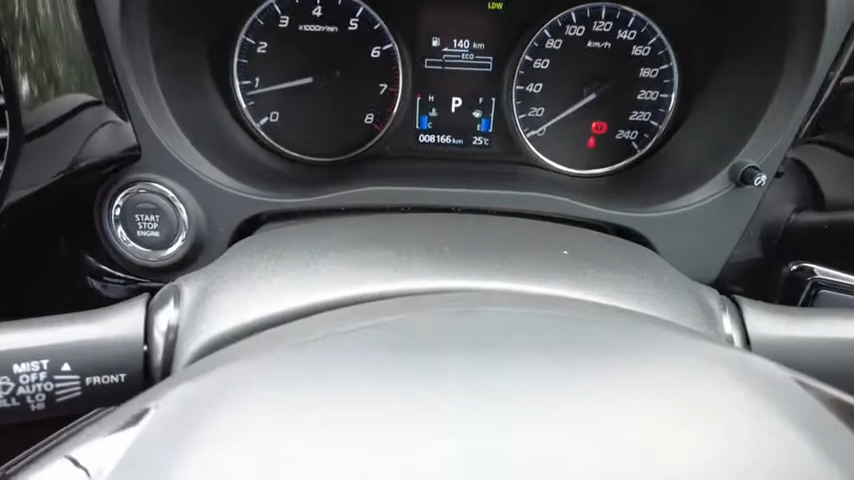 LDW
0
1
2
3
4
5
6
7
8
x1000r/min
140 km
ECO
H
C
P
F
E
008166 km
25°C
20
40
60
80
100
120
140
160
180
200
220
240
km/h
START
STOP
ENGINE
MIST
OFF
AUTO
LO
HI
FRONT